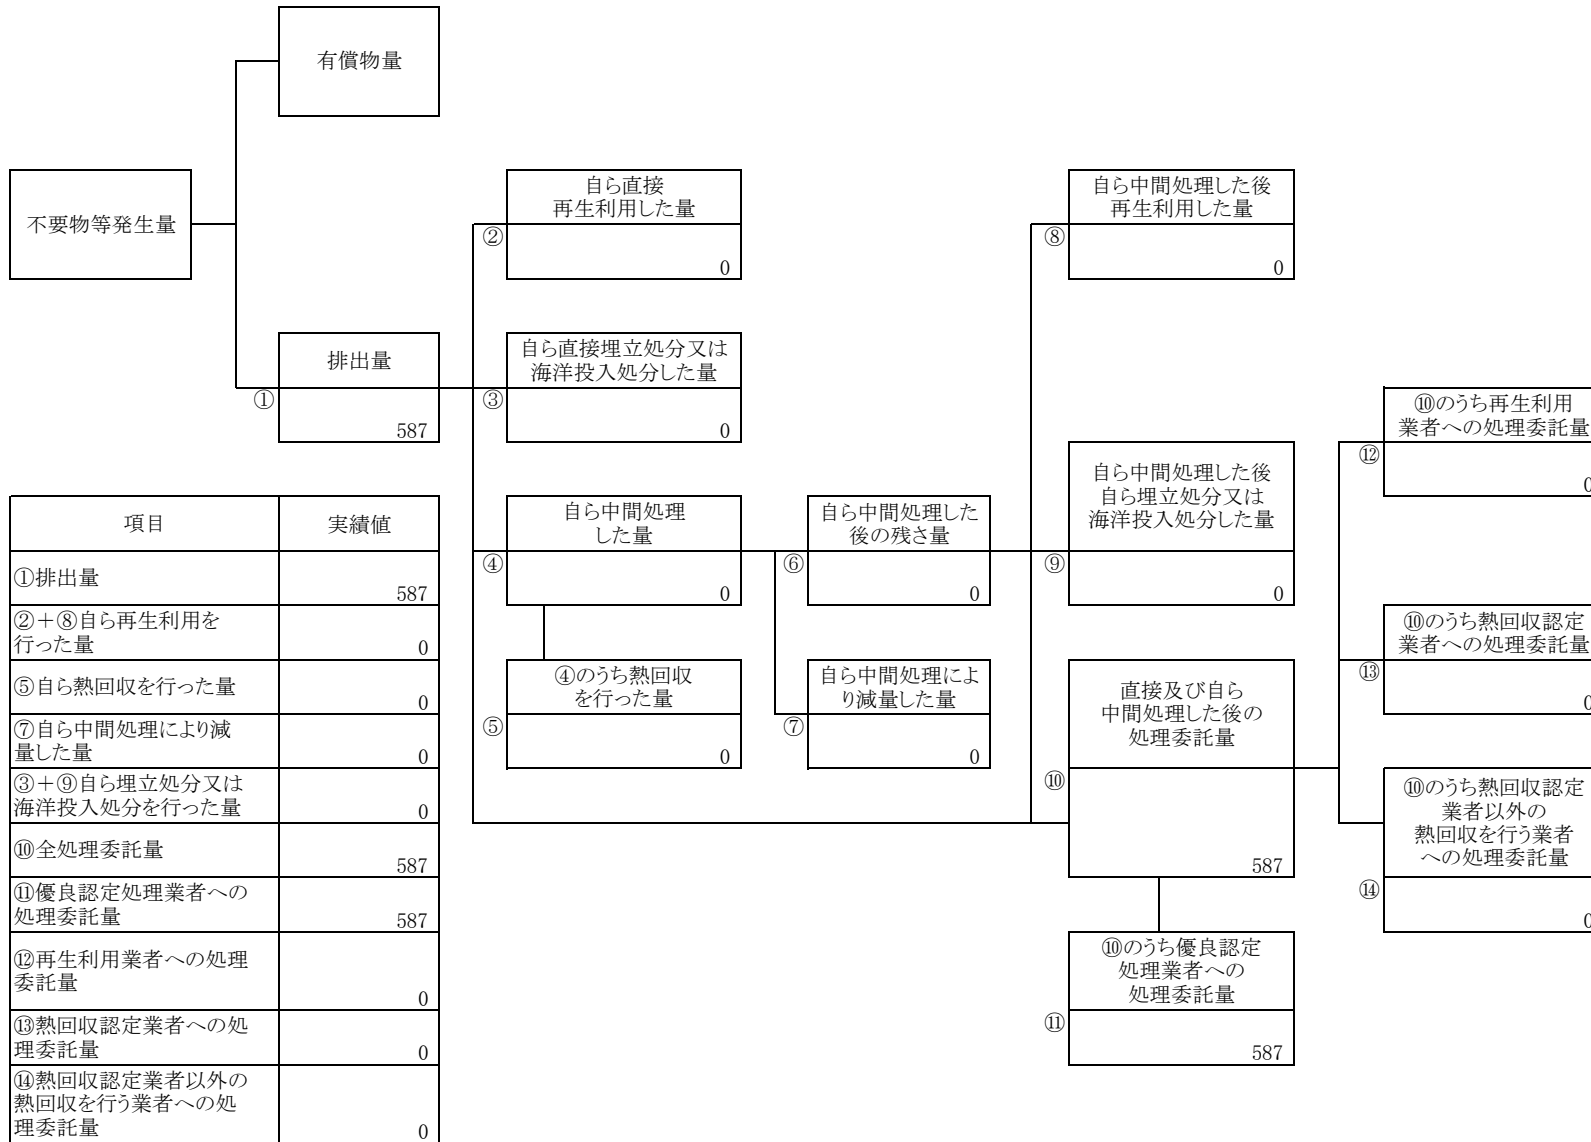 有償物量
不要物等発生量
自ら直接
再生利用した量
②
0
自ら中間処理した後
再生利用した量
⑧
0
排出量
①
587
自ら直接埋立処分又は
海洋投入処分した量
③
0
⑩のうち再生利用
業者への処理委託量
⑫
0
自ら中間処理
した量
④
0
自ら中間処理した
後の残さ量
⑥
0
自ら中間処理した後
自ら埋立処分又は
海洋投入処分した量
⑨
0
④のうち熱回収
を行った量
⑤
0
自ら中間処理によ
り減量した量
⑦
0
直接及び自ら
中間処理した後の
処理委託量
⑩
587
⑩のうち熱回収認定
業者への処理委託量
⑬
0
⑩のうち熱回収認定
業者以外の
熱回収を行う業者
への処理委託量
⑭
0
⑩のうち優良認定
処理業者への
処理委託量
⑪
587
項目 実績値
①排出量
587
②+⑧自ら再生利用を
行った量 0
⑤自ら熱回収を行った量
0
⑦自ら中間処理により減
量した量 0
③+⑨自ら埋立処分又は
海洋投入処分を行った量 0
⑩全処理委託量
587
⑪優良認定処理業者への
処理委託量 587
⑫再生利用業者への処理
委託量
0
⑬熱回収認定業者への処
理委託量 0
⑭熱回収認定業者以外の
熱回収を行う業者への処
理委託量 0